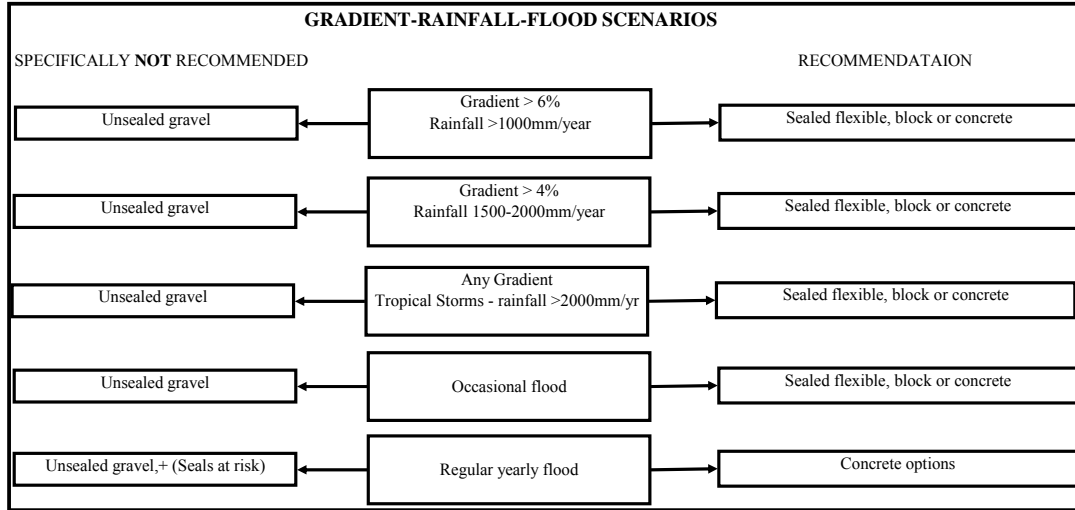 GRADIENT-RAINFALL-FLOOD SCENARIOS
SPECIFICALLY NOT RECOMMENDED
RECOMMENDATAION
Unsealed gravel
Gradient > 6%
Rainfall >1000mm/year
Sealed flexible, block or concrete
Unsealed gravel
Gradient > 4%
Rainfall 1500-2000mm/year
Sealed flexible, block or concrete
Unsealed gravel
Any Gradient
Tropical Storms - rainfall >2000mm/yr
Sealed flexible, block or concrete
Unsealed gravel
Occasional flood
Sealed flexible, block or concrete
Unsealed gravel,+ (Seals at risk)
Regular yearly flood
Concrete options